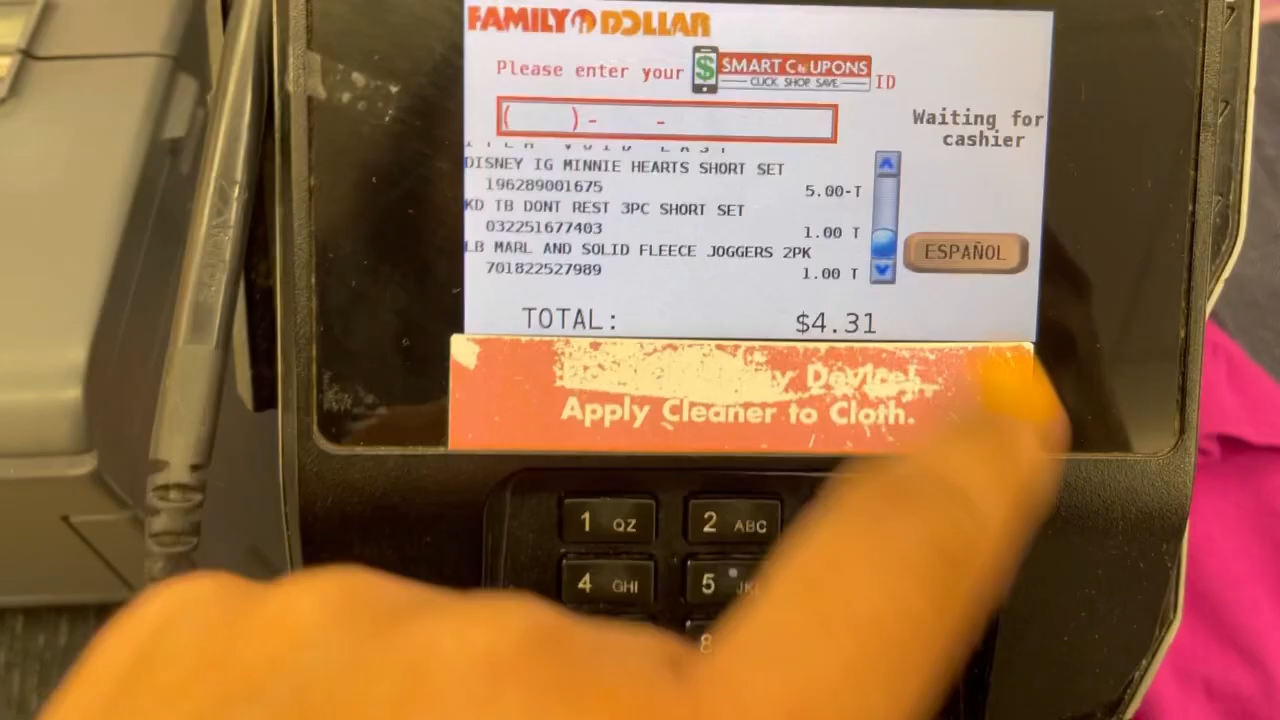 FAMILY DOLLAR
Please enter your $ SMART COUPONS ID
CLICK. SHOP. SAVE.
( ) - -
Waiting for
cashier
DISNEY IG MINNIE HEARTS SHORT SET
196289001675 5.00-T
KD TB DONT REST 3PC SHORT SET
032251677403 1.00 T
LB MARL AND SOLID FLEECE JOGGERS 2PK
701822527989 1.00 T
ESPAÑOL
TOTAL: $4.31
Device!
Apply Cleaner to Cloth.
1 QZ 2 ABC
4 GHI 5
8